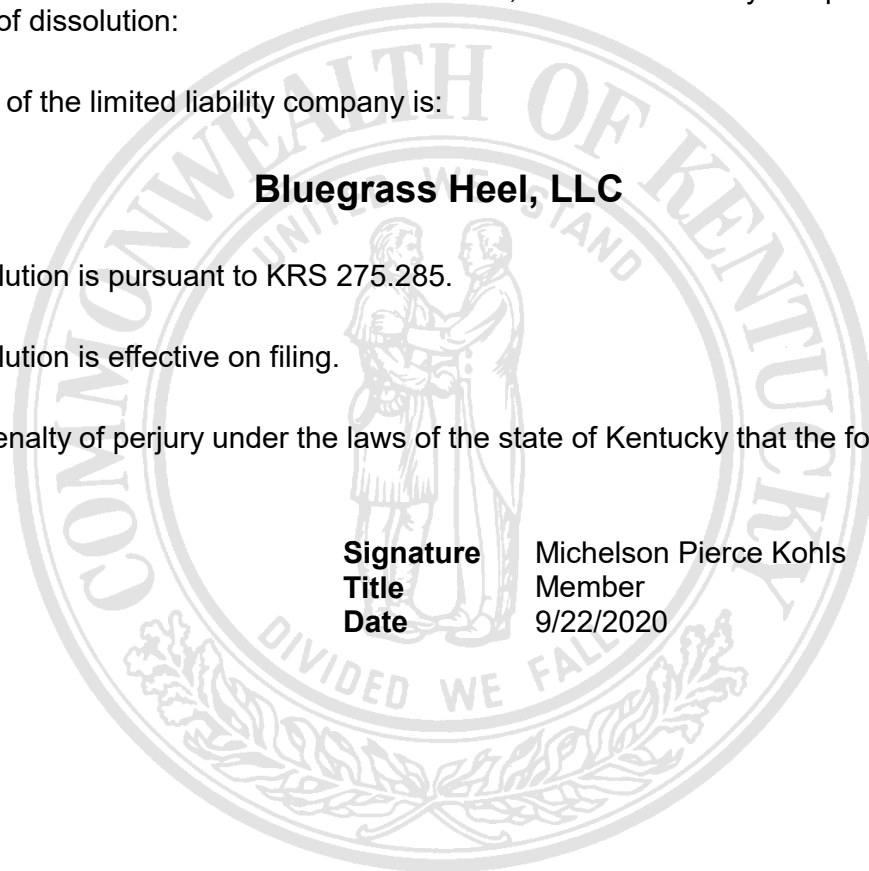 of dissolution:
of the limited liability company is:
Bluegrass Heel, LLC
lution is pursuant to KRS 275.285.
lution is effective on filing.
enalty of perjury under the laws of the state of Kentucky that the fo
Signature Michelson Pierce Kohls
Title Member
Date 9/22/2020
COMMONWEALTH OF KENTUCKY
UNITED WE STAND
DIVIDED WE FALL